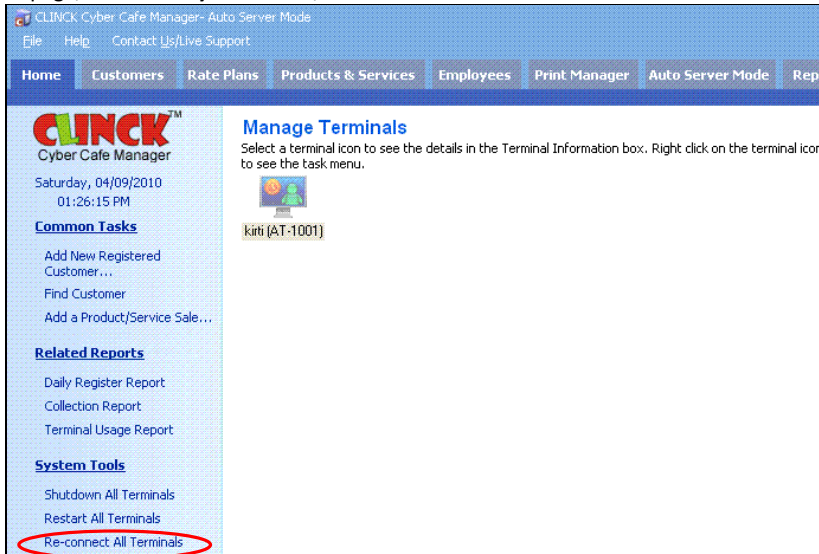 CLINCK Cyber Cafe Manager- Auto Server Mode
File Help Contact Us/Live Support
Home Customers Rate Plans Products & Services Employees Print Manager Auto Server Mode Rep
CLINCK™
Cyber Cafe Manager
Saturday, 04/09/2010
01:26:15 PM
Common Tasks
Add New Registered
Customer...
Find Customer
Add a Product/Service Sale...
Related Reports
Daily Register Report
Collection Report
Terminal Usage Report
System Tools
Shutdown All Terminals
Restart All Terminals
Re-connect All Terminals
Manage Terminals
Select a terminal icon to see the details in the Terminal Information box. Right click on the terminal icon
to see the task menu.
kirti (AT-1001)